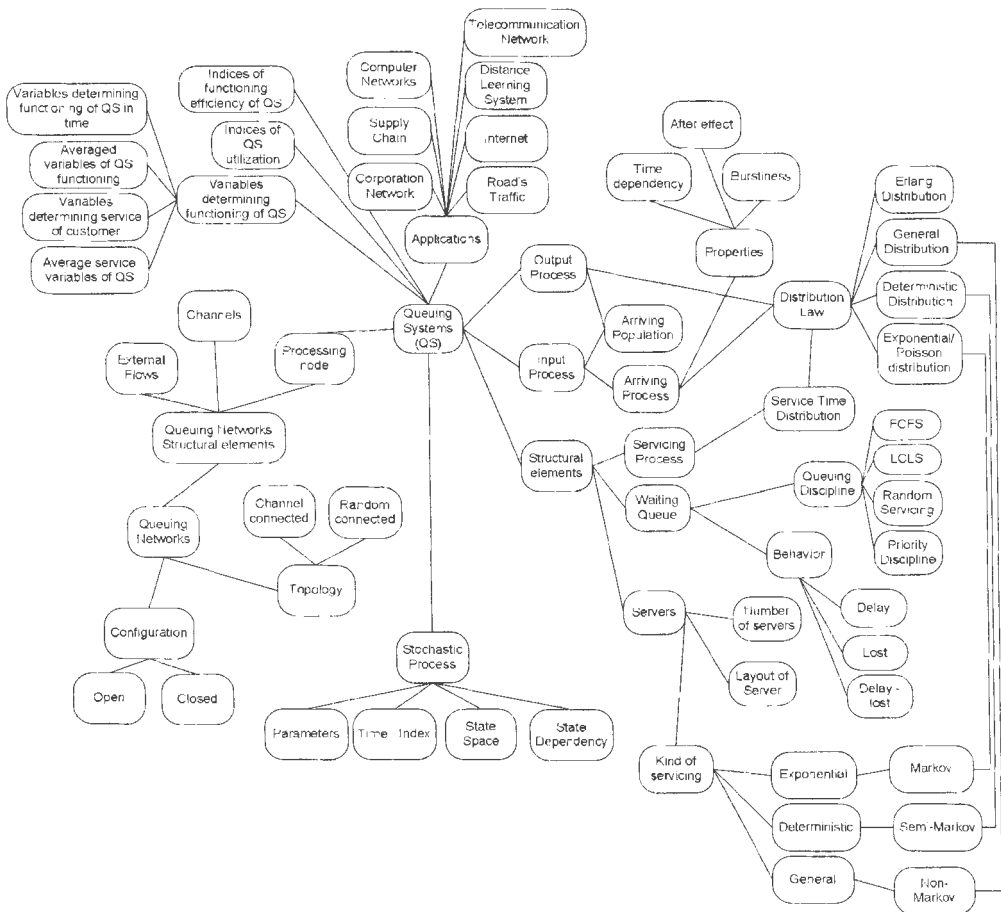 Telecommunication
Network
Computer
Networks
Distance
Learning
System
Supply
Chain
Internet
Corporation
Network
Road's
Traffic
Applications
Indices of
functioning
efficiency of QS
Indices of
QS
utilization
Variables determining
functioning of QS in
time
Averaged
variables of QS
functioning
Variables
determining service
of customer
Average service
variables of QS
Variables
determining
functioning of QS
After effect
Time
dependency
Burstiness
Properties
Erlang
Distribution
General
Distribution
Deterministic
Distribution
Exponential/
Poisson
distribution
Distribution
Law
Output
Process
Arriving
Population
Input
Process
Arriving
Process
Service Time
Distribution
Queuing
Systems
(QS)
Channels
External
Flows
Processing
node
Queuing Networks
Structural elements
Queuing
Networks
Channel
connected
Random
connected
Topology
Configuration
Open
Closed
Structural
elements
Servicing
Process
Waiting
Queue
Queuing
Discipline
FCFS
LCLS
Random
Servicing
Priority
Discipline
Behavior
Delay
Lost
Delay -
lost
Servers
Number
of servers
Layout of
Server
Stochastic
Process
Parameters
Time Index
State
Space
State
Dependency
Kind of
servicing
Exponential
Markov
Deterministic
Semi-Markov
General
Non-
Markov